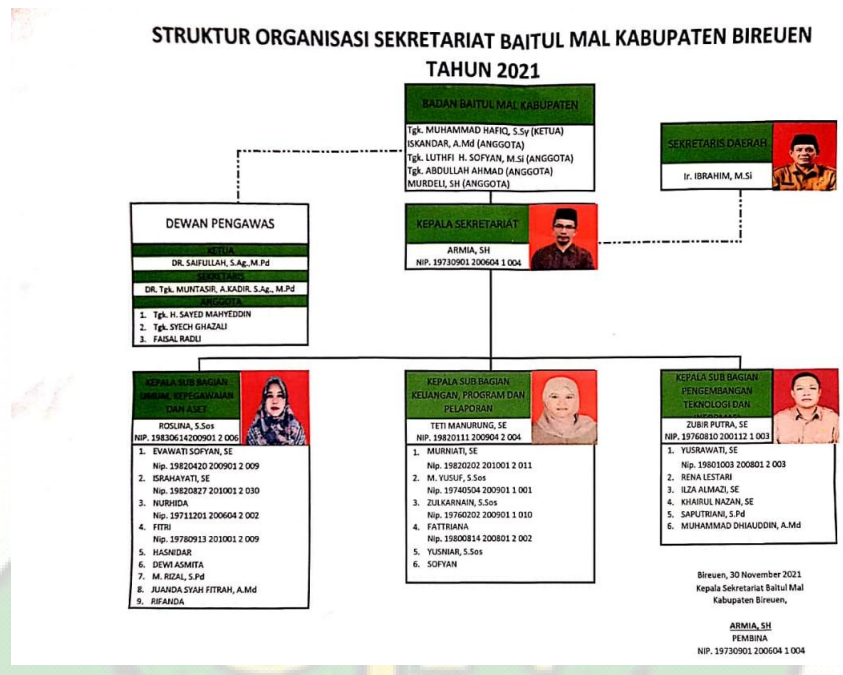 STRUKTUR ORGANISASI SEKRETARIAT BAITUL MAL KABUPATEN BIREUEN
TAHUN 2021
BADAN BAITUL MAL KABUPATEN
Tgk. MUHAMMAD HAFIQ, S.Sy (KETUA)
ISKANDAR, A.Md (ANGGOTA)
Tgk. LUTHFI H. SOFYAN, M.Si (ANGGOTA)
Tgk. ABDULLAH AHMAD (ANGGOTA)
MURDELI, SH (ANGGOTA)
SEKRETARIS DAERAH
Ir. IBRAHIM, M.Si
DEWAN PENGAWAS
KETUA
DR. SAIFULLAH, S.Ag.,M.Pd
SEKRETARIS
DR. Tgk. MUNTASIR, A.KADIR. S.Ag., M.Pd
ANGGOTA
1. Tgk. H. SAYED MAHYEDDIN
2. Tgk. SYECH GHAZALI
3. FAISAL RADLI
KEPALA SEKRETARIAT
ARMIA, SH
NIP. 19730901 200604 1 004
KEPALA SUB BAGIAN
UMUM, KEPEGAWAIAN
DAN ASET
ROSLINA, S.Sos
NIP. 19830614200901 2 006
1. EVAWATI SOFYAN, SE
Nip. 19820420 200901 2 009
2. ISRAHAYATI, SE
Nip. 19820827 201001 2 030
3. NURHIDA
Nip. 19711201 200604 2 002
4. FITRI
Nip. 19780913 201001 2 009
5. HASNIDAR
6. DEWI ASMITA
7. M. RIZAL, S.Pd
8. JUANDA SYAH FITRAH, A.Md
9. RIFANDA
KEPALA SUB BAGIAN
KEUANGAN, PROGRAM DAN
PELAPORAN
TETI MANURUNG, SE
NIP. 19820111 200904 2 004
1. MURNIATI, SE
Nip. 19820202 201001 2 011
2. M. YUSUF, S.Sos
Nip. 19740504 200901 1 001
3. ZULKARNAIN, S.Sos
Nip. 19760202 200901 1 010
4. FATTRIANA
Nip. 19800814 200801 2 002
5. YUSNIAR, S.Sos
6. SOFYAN
KEPALA SUB BAGIAN
PENGEMBANGAN
TEKNOLOGI DAN
INFORMASI
ZUBIR PUTRA, SE
NIP. 19760810 200112 1 003
1. YUSRAWATI, SE
Nip. 19801003 200801 2 003
2. RENA LESTARI
3. ILZA ALMAZI, SE
4. KHAIRUL NAZAN, SE
5. SAPUTRIANI, S.Pd
6. MUHAMMAD DHIAUDDIN, A.Md
Bireuen, 30 November 2021
Kepala Sekretariat Baitul Mal
Kabupaten Bireuen,
ARMIA, SH
PEMBINA
NIP. 19730901 200604 1 004